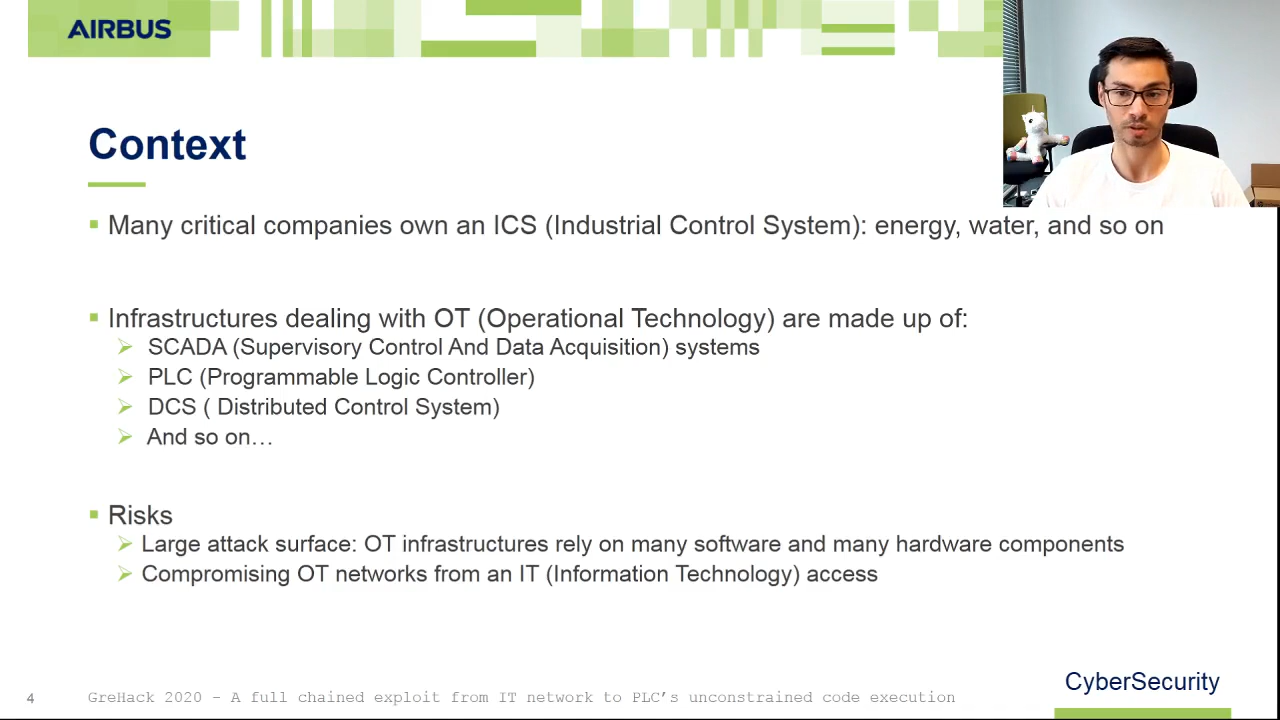 AIRBUS
Context
Many critical companies own an ICS (Industrial Control System): energy, water, and so on
Infrastructures dealing with OT (Operational Technology) are made up of:
SCADA (Supervisory Control And Data Acquisition) systems
PLC (Programmable Logic Controller)
DCS ( Distributed Control System)
And so on…
Risks
Large attack surface: OT infrastructures rely on many software and many hardware components
Compromising OT networks from an IT (Information Technology) access
CyberSecurity
4 GreHack 2020 - A full chained exploit from IT network to PLC’s unconstrained code execution